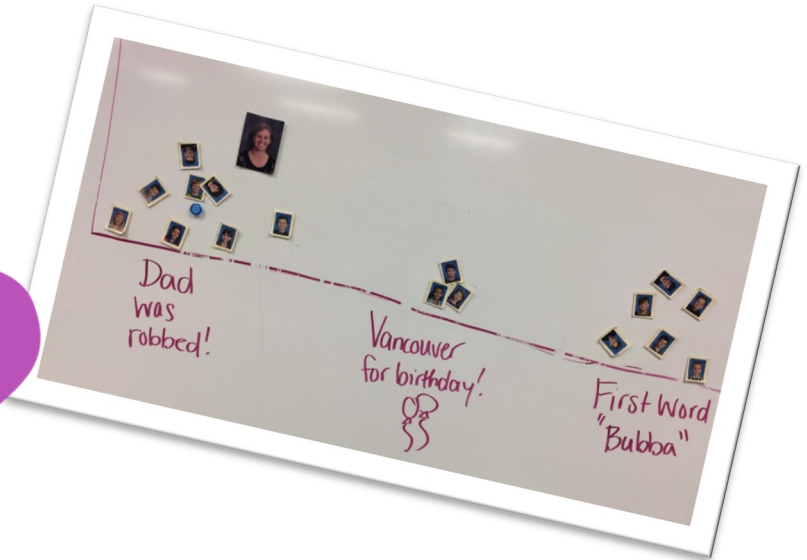 Dad
was
robbed!
Vancouver
for birthday!
First Word
"Bubba"